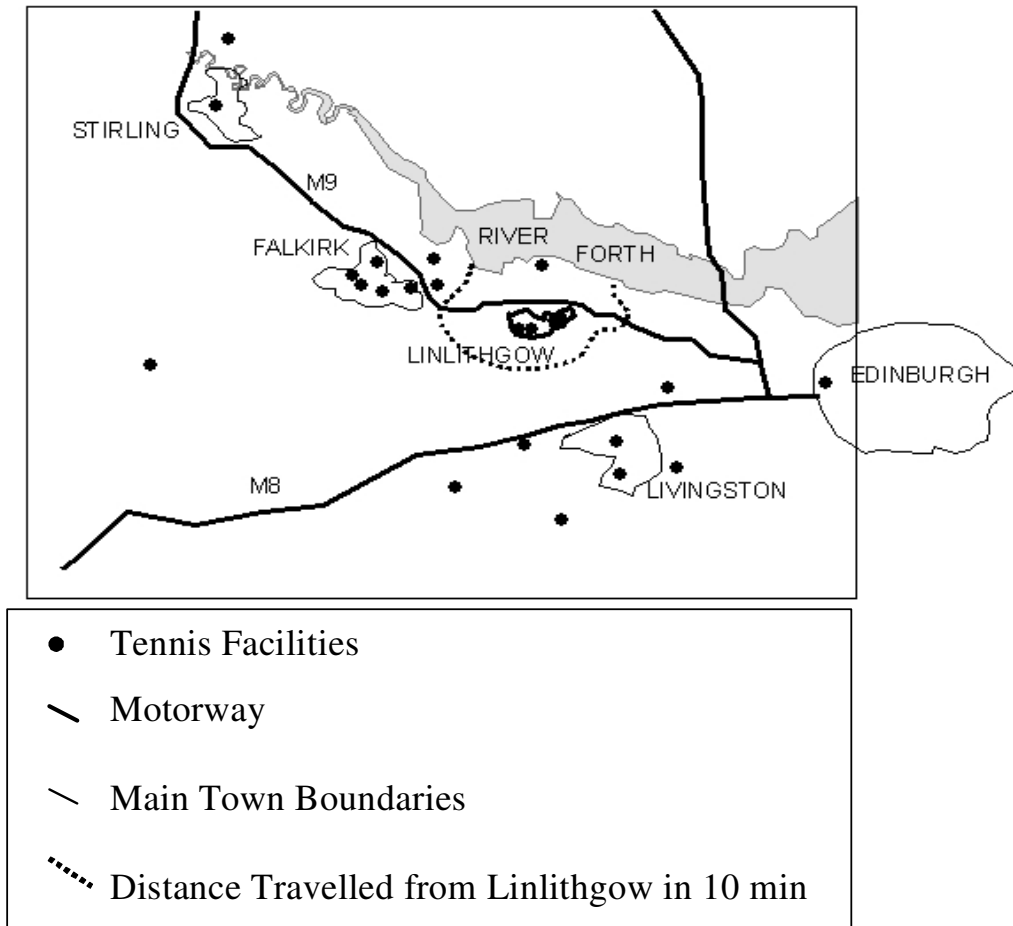 STIRLING
M9
FALKIRK
RIVER
FORTH
LINLITHGOW
EDINBURGH
M8
LIVINGSTON
Tennis Facilities
Motorway
Main Town Boundaries
Distance Travelled from Linlithgow in 10 min